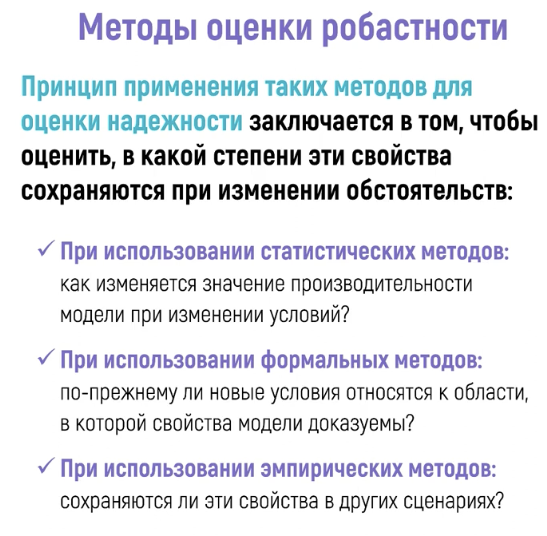 Методы оценки робастности
Принцип применения таких методов для
оценки надежности заключается в том, чтобы
оценить, в какой степени эти свойства
сохраняются при изменении обстоятельств:
✓ При использовании статистических методов:
как изменяется значение производительности
модели при изменении условий?
✓ При использовании формальных методов:
по-прежнему ли новые условия относятся к области,
в которой свойства модели доказуемы?
✓ При использовании эмпирических методов:
сохраняются ли эти свойства в других сценариях?